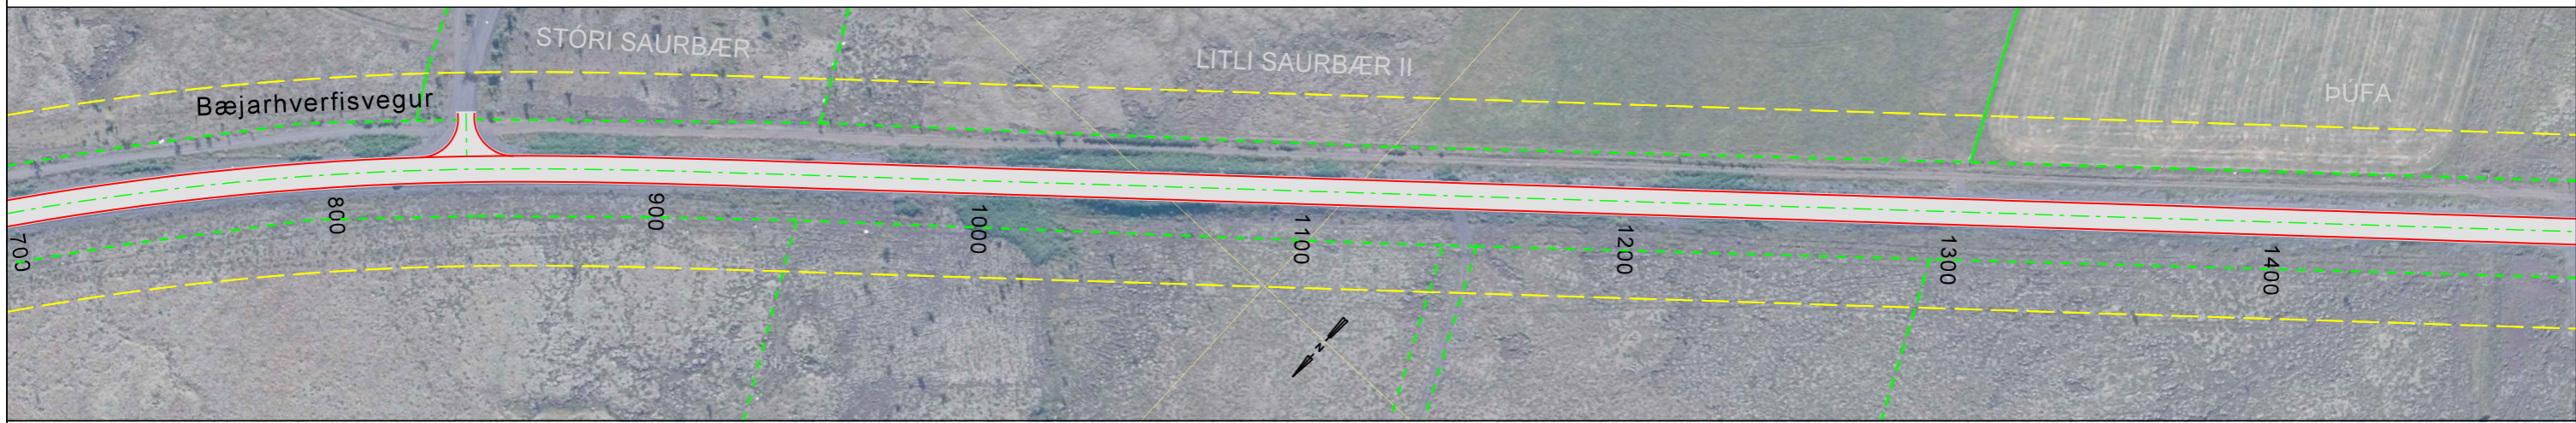 STÓRI SAURBÆR
LITLI SAURBÆR II
ÞÚFA
Bæjarhverfisvegur
700
800
900
1000
1100
1200
1300
1400
N